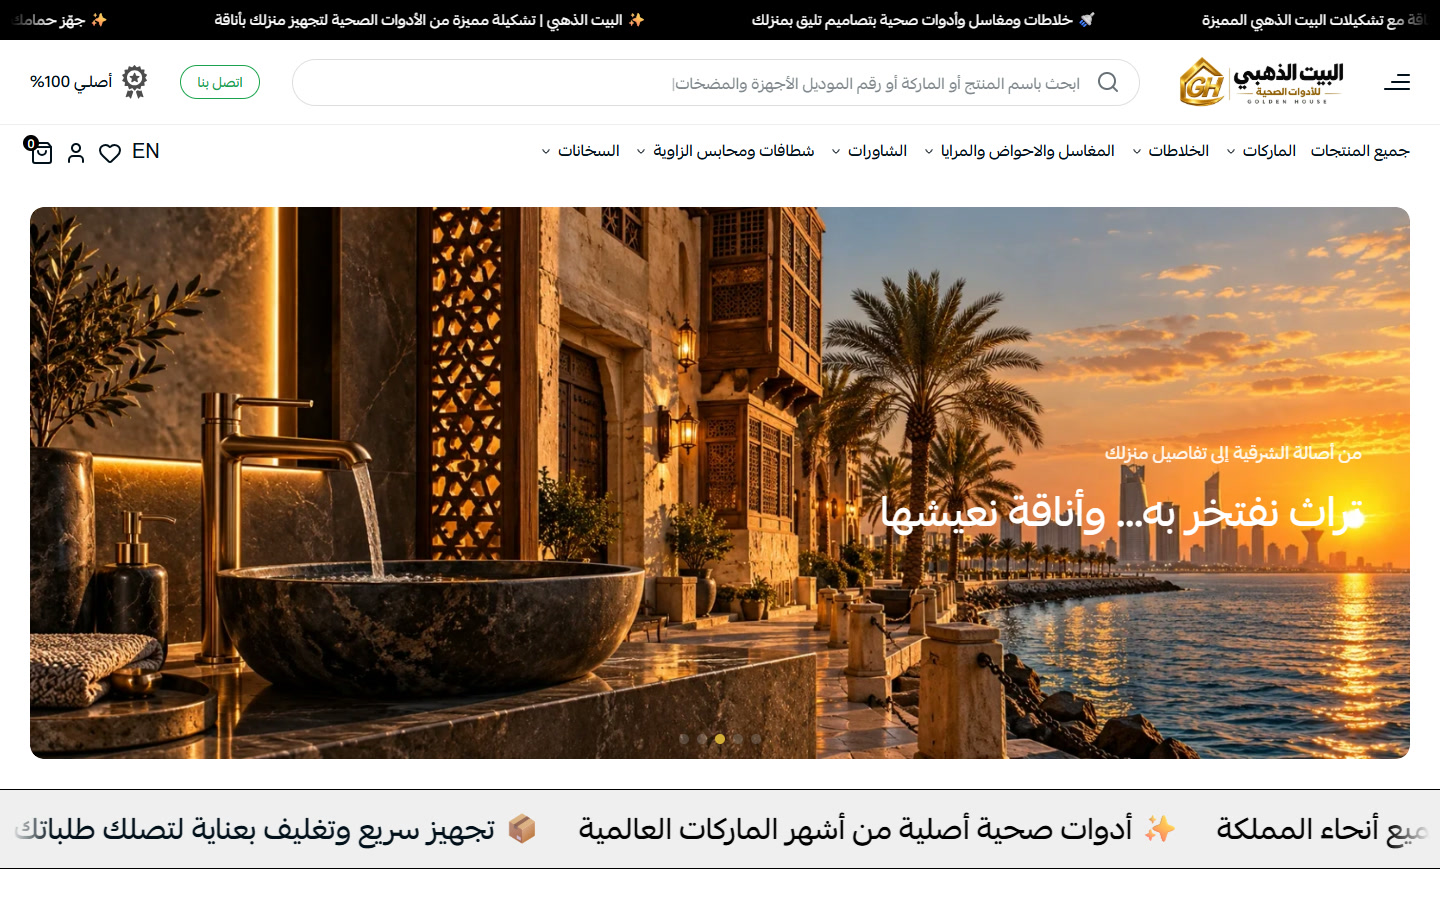 مع تشكيلات البيت الذهبي المميزة
🚿 خلاطات ومغاسل وأدوات صحية بتصاميم تليق بمنزلك
✨ البيت الذهبي | تشكيلة مميزة من الأدوات الصحية لتجهيز منزلك بأناقة
✨ جهّز حمامك
البيت الذهبي
للأدوات الصحية
GOLDEN HOUSE
GH
ابحث باسم المنتج أو الماركة أو رقم الموديل الأجهزة والمضخات|
اتصل بنا
أصلي 100%
جميع المنتجات
الماركات
الخلاطات
المغاسل والاحواض والمرايا
الشاورات
شطافات ومحابس الزاوية
السخانات
EN
0
من أصالة الشرقية إلى تفاصيل منزلك
تراث نفتخر به... وأناقة نعيشها
أنحاء المملكة
✨ أدوات صحية أصلية من أشهر الماركات العالمية
📦 تجهيز سريع وتغليف بعناية لتصلك طلباتك